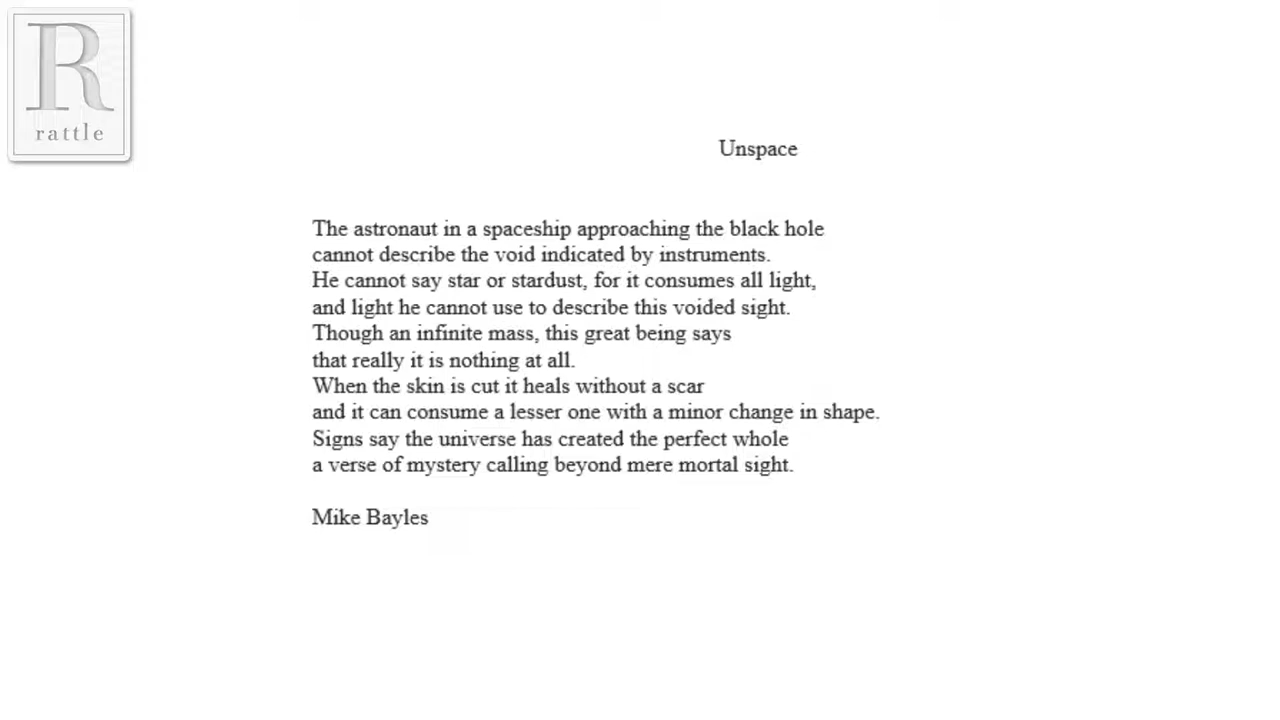 R
rattle
Unspace
The astronaut in a spaceship approaching the black hole
cannot describe the void indicated by instruments.
He cannot say star or stardust, for it consumes all light,
and light he cannot use to describe this voided sight.
Though an infinite mass, this great being says
that really it is nothing at all.
When the skin is cut it heals without a scar
and it can consume a lesser one with a minor change in shape.
Signs say the universe has created the perfect whole
a verse of mystery calling beyond mere mortal sight.
Mike Bayles